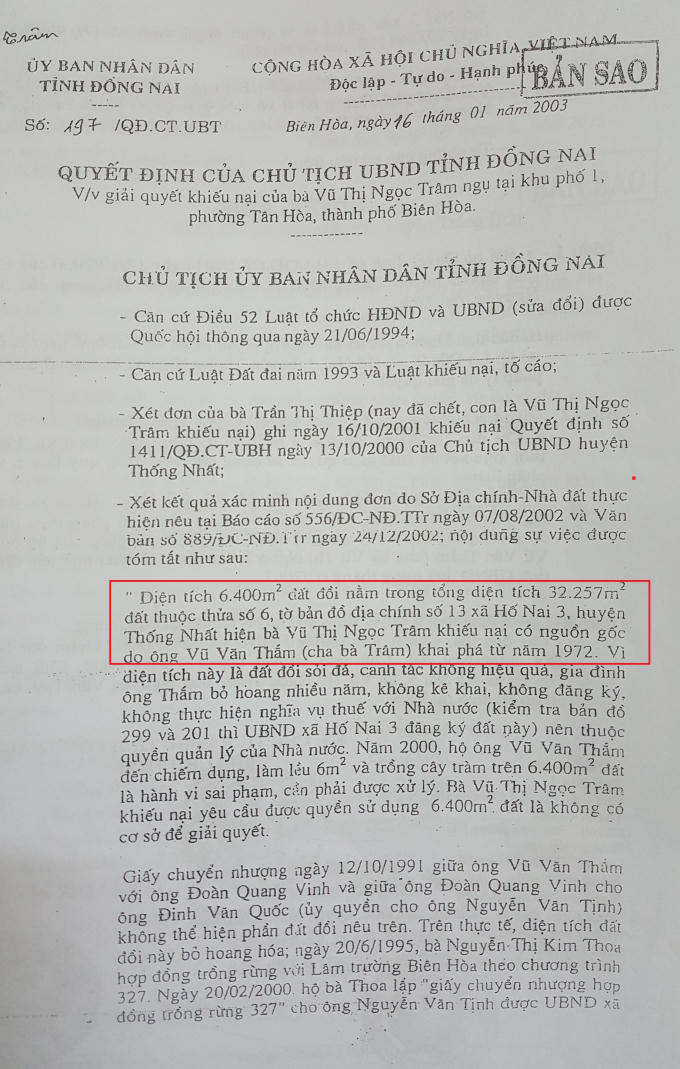 Trâm
ỦY BAN NHÂN DÂN
TỈNH ĐỒNG NAI
-----
Số: 197 /QĐ.CT.UBT
CỘNG HÒA XÃ HỘI CHỦ NGHĨA VIỆT NAM
Độc lập - Tự do - Hạnh phúc
BẢN SAO
Biên Hòa, ngày 16 tháng 01 năm 2003
QUYẾT ĐỊNH CỦA CHỦ TỊCH UBND TỈNH ĐỒNG NAI
V/v giải quyết khiếu nại của bà Vũ Thị Ngọc Trâm ngụ tại khu phố 1,
phường Tân Hòa, thành phố Biên Hòa.
-------------
CHỦ TỊCH ỦY BAN NHÂN DÂN TỈNH ĐỒNG NAI
- Căn cứ Điều 52 Luật tổ chức HĐND và UBND (sửa đổi) được
Quốc hội thông qua ngày 21/06/1994;
- Căn cứ Luật Đất đai năm 1993 và Luật khiếu nại, tố cáo;
- Xét đơn của bà Trần Thị Thiệp (nay đã chết, con là Vũ Thị Ngọc
Trâm khiếu nại) ghi ngày 16/10/2001 khiếu nại Quyết định số
1411/QĐ.CT-UBH ngày 13/10/2000 của Chủ tịch UBND huyện
Thống Nhất;
- Xét kết quả xác minh nội dung đơn do Sở Địa chính-Nhà đất thực
hiện nêu tại Báo cáo số 556/ĐC-NĐ.TTr ngày 07/08/2002 và Văn
bản số 889/ĐC-NĐ.TTr ngày 24/12/2002; nội dung sự việc được
tóm tắt như sau:
" Diện tích 6.400m² đất đồi nằm trong tổng diện tích 32.257m²
đất thuộc thửa số 6, tờ bản đồ địa chính số 13 xã Hố Nai 3, huyện
Thống Nhất hiện bà Vũ Thị Ngọc Trâm khiếu nại có nguồn gốc
do ông Vũ Văn Thắm (cha bà Trâm) khai phá từ năm 1972. Vì
diện tích này là đất đồi sỏi đá, canh tác không hiệu quả, gia đình
ông Thắm bỏ hoang nhiều năm, không kê khai, không đăng ký,
không thực hiện nghĩa vụ thuế với Nhà nước (kiểm tra bản đồ
299 và 201 thì UBND xã Hố Nai 3 đăng ký đất này) nên thuộc
quyền quản lý của Nhà nước. Năm 2000, hộ ông Vũ Văn Thắm
đến chiếm dụng, làm lều 6m² và trồng cây tràm trên 6.400m² đất
là hành vi sai phạm, cần phải được xử lý. Bà Vũ Thị Ngọc Trâm
khiếu nại yêu cầu được quyền sử dụng 6.400m² đất là không có
cơ sở để giải quyết.
Giấy chuyển nhượng ngày 12/10/1991 giữa ông Vũ Văn Thắm
với ông Đoàn Quang Vinh và giữa ông Đoàn Quang Vinh cho
ông Đinh Văn Quốc (ủy quyền cho ông Nguyễn Văn Tịnh)
không thể hiện phần đất đồi nêu trên. Trên thực tế, diện tích đất
đồi này bỏ hoang hóa; ngày 20/6/1995, bà Nguyễn Thị Kim Thoa
hợp đồng trồng rừng với Lâm trường Biên Hòa theo chương trình
327. Ngày 20/02/2000 hộ bà Thoa lập "giấy chuyển nhượng hợp
đồng trồng rừng 327" cho ông Nguyễn Văn Tịnh được UBND xã